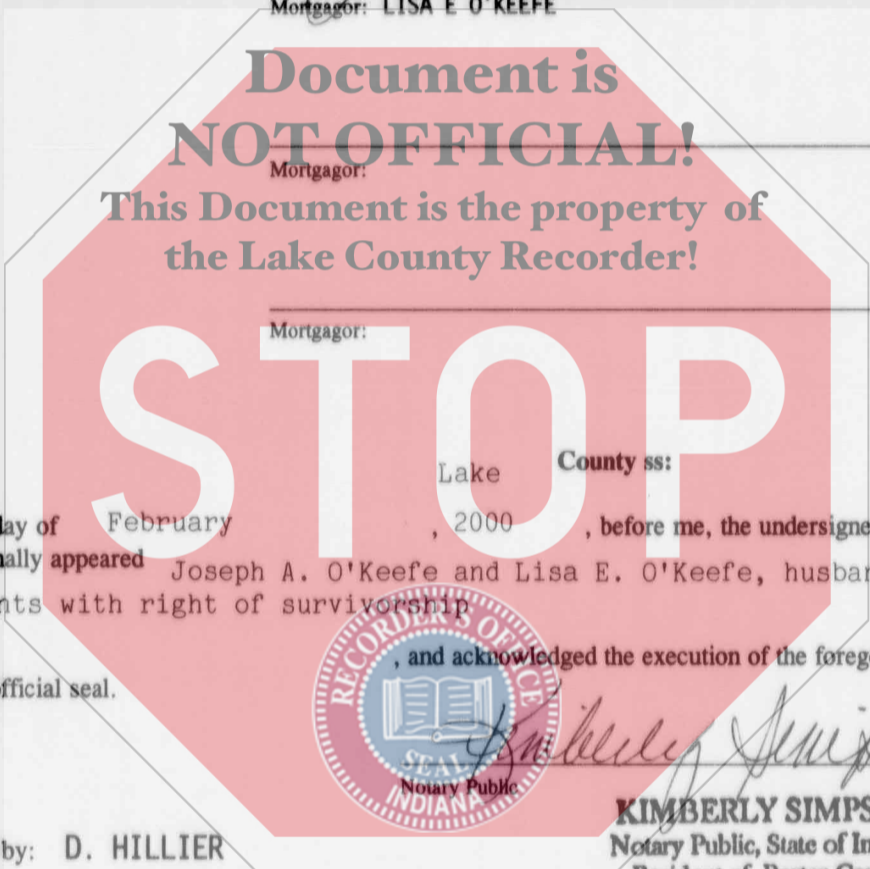 Mortgagor: LISA E O'KEEFE
Document is
NOT OFFICIAL!
Mortgagor:
This Document is the property of
the Lake County Recorder!
Mortgagor:
STOP
Lake County ss:
ay of February , 2000 , before me, the undersigne
ally appeared Joseph A. O'Keefe and Lisa E. O'Keefe, husba
nts with right of survivorship
, and acknowledged the execution of the foreg
fficial seal.
RECORDER'S OFFICE
SEAL
INDIANA
Kimberly Simp
Notary Public
KIMBERLY SIMPS
Notary Public, State of In
by: D. HILLIER